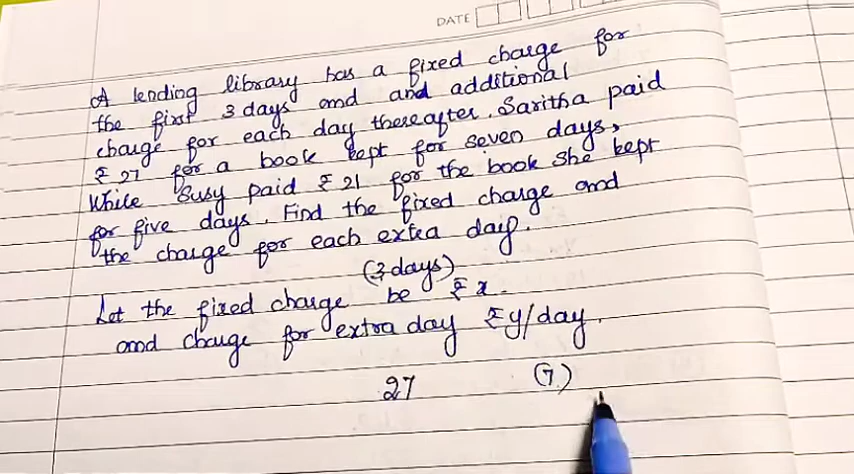 DATE
A lending library has a fixed charge for
the first 3 days and and additional
charge for each day thereafter. Saritha paid
₹ 27 for a book kept for seven days,
While Susy paid ₹ 21 for the book she kept
for five days. Find the fixed charge and
the charge for each extra day.
(3 days)
Let the fixed charge be ₹ x.
and charge for extra day ₹y/day.
27 (7)